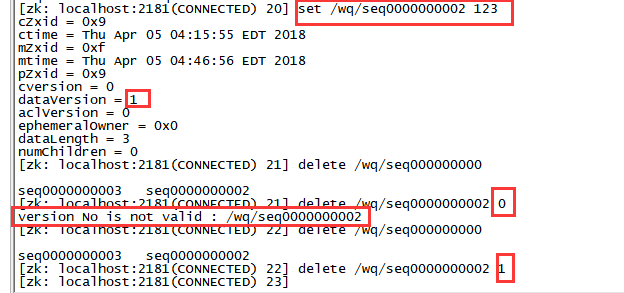 [zk: localhost:2181(CONNECTED) 20] set /wq/seq0000000002 123
cZxid = 0x9
ctime = Thu Apr 05 04:15:55 EDT 2018
mZxid = 0xf
mtime = Thu Apr 05 04:46:56 EDT 2018
pZxid = 0x9
cversion = 0
dataVersion = 1
aclVersion = 0
ephemeralOwner = 0x0
dataLength = 3
numChildren = 0
[zk: localhost:2181(CONNECTED) 21] delete /wq/seq000000000
seq0000000003   seq0000000002
[zk: localhost:2181(CONNECTED) 21] delete /wq/seq0000000002 0
version No is not valid : /wq/seq0000000002
[zk: localhost:2181(CONNECTED) 22] delete /wq/seq000000000
seq0000000003   seq0000000002
[zk: localhost:2181(CONNECTED) 22] delete /wq/seq0000000002 1
[zk: localhost:2181(CONNECTED) 23]